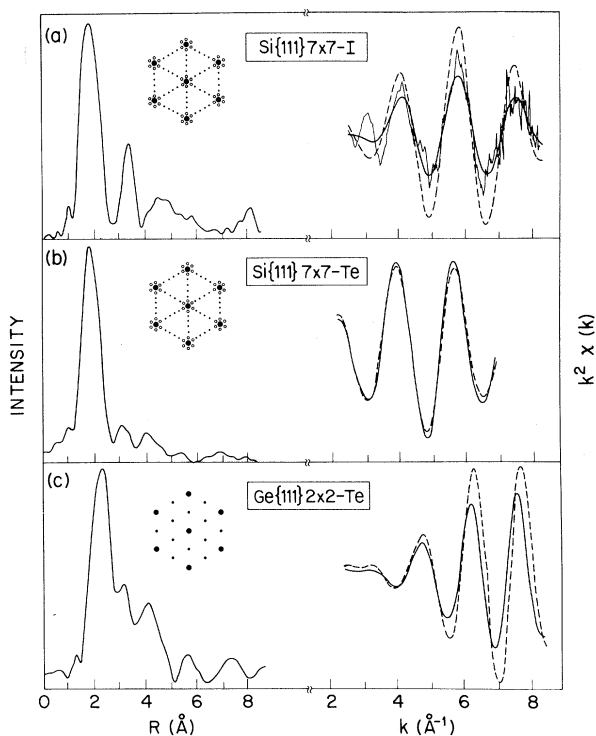 (a)
Si{111}7x7-I
(b)
Si{111} 7x7-Te
(c)
Ge{111}2x2-Te
INTENSITY
k² χ (k)
0 2 4 6 8 2 4 6 8
R (Å) k (Å⁻¹)